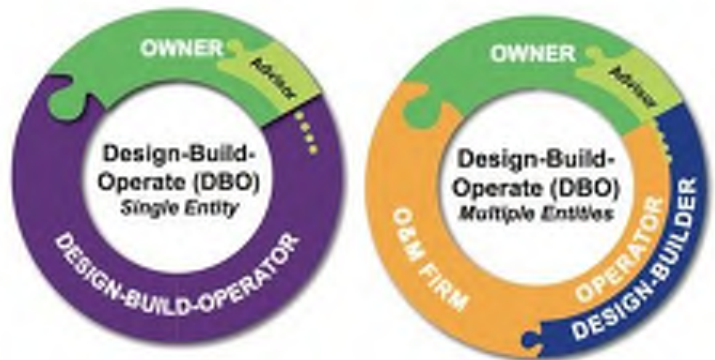 OWNER
Advisor
Design-Build-
Operate (DBO)
Single Entity
DESIGN-BUILD-OPERATOR
OWNER
Advisor
Design-Build-
Operate (DBO)
Multiple Entities
O&M FIRM
OPERATOR
DESIGN-BUILDER